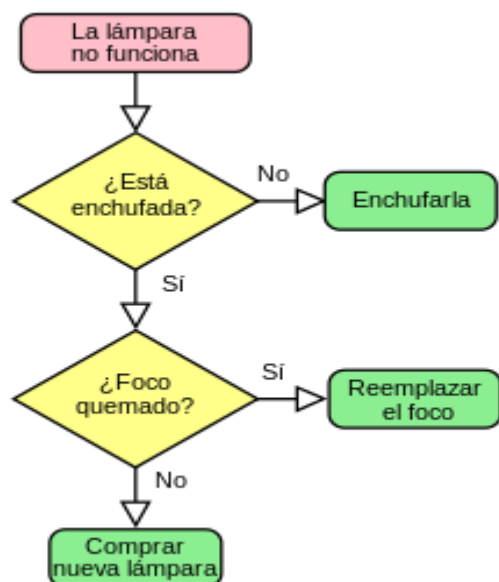 La lámpara
no funciona
¿Está
enchufada?
No
Enchufarla
Sí
¿Foco
quemado?
Sí
Reemplazar
el foco
No
Comprar
nueva lámpara